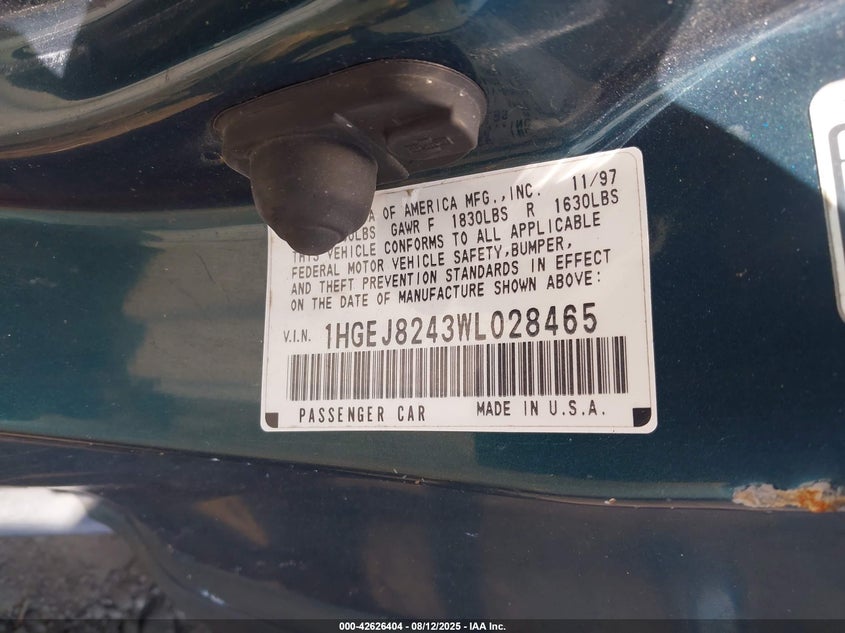 OF AMERICA MFG.,INC. 11/97
LBS GAWR F 1830LBS R 1630LBS
THIS VEHICLE CONFORMS TO ALL APPLICABLE
FEDERAL MOTOR VEHICLE SAFETY,BUMPER,
AND THEFT PREVENTION STANDARDS IN EFFECT
ON THE DATE OF MANUFACTURE SHOWN ABOVE:
V.I.N. 1HGEJ8243WL028465
PASSENGER CAR MADE IN U.S.A.
000-42626404 - 08/12/2025 - IAA Inc.